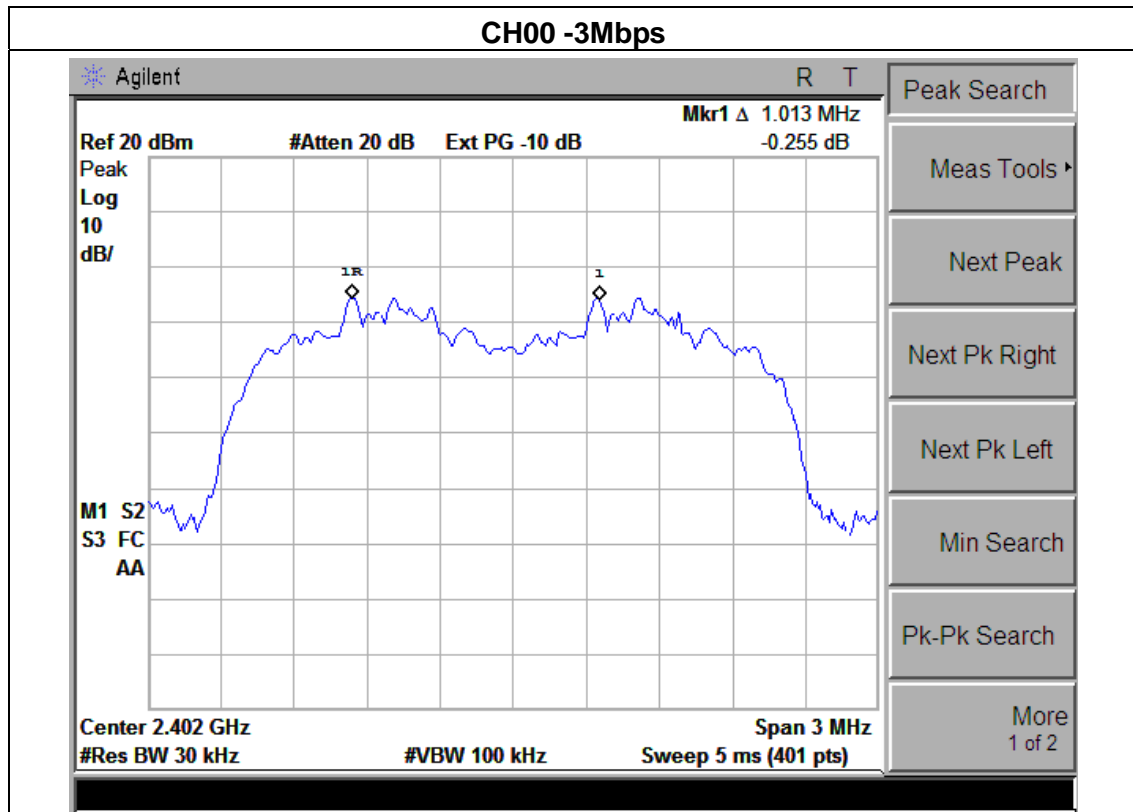 CH00 -3Mbps
Agilent R T
Mkr1 Δ 1.013 MHz
Ref 20 dBm #Atten 20 dB Ext PG -10 dB -0.255 dB
Peak
Log
10
dB/
1R
1
M1 S2
S3 FC
AA
Center 2.402 GHz Span 3 MHz
#Res BW 30 kHz #VBW 100 kHz Sweep 5 ms (401 pts)
Peak Search
Meas Tools
Next Peak
Next Pk Right
Next Pk Left
Min Search
Pk-Pk Search
More
1 of 2